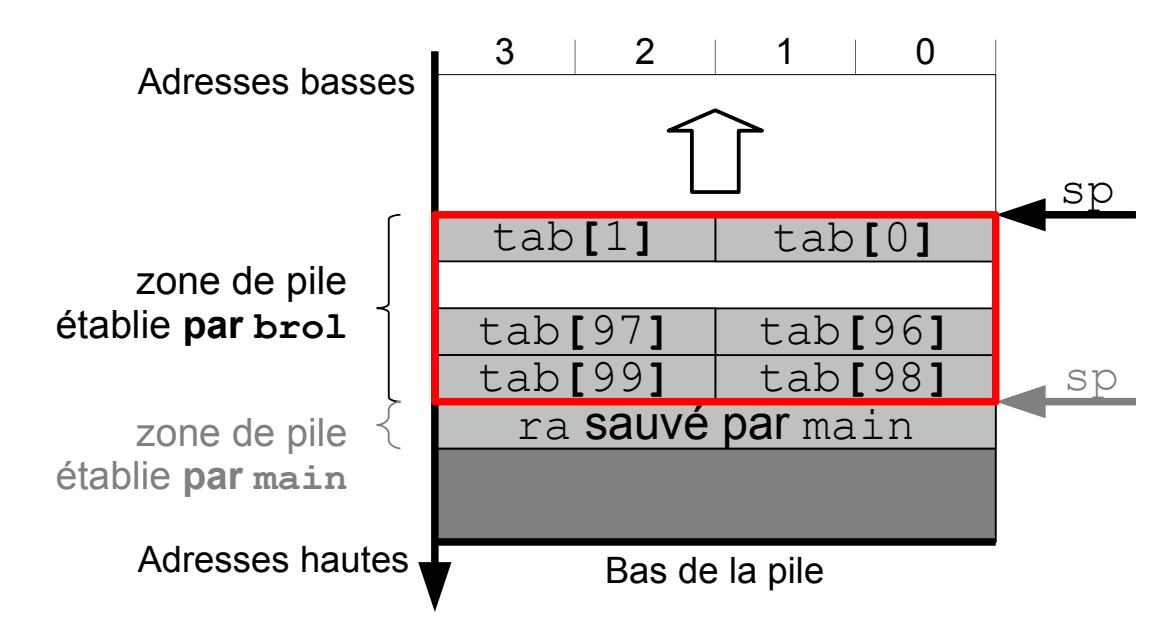 3 2 1 0
Adresses basses
sp
tab[1] tab[0]
zone de pile
établie par brol
tab[97] tab[96]
tab[99] tab[98]
sp
ra sauvé par main
zone de pile
établie par main
Adresses hautes
Bas de la pile